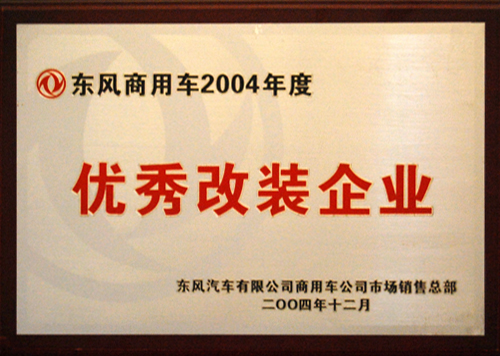 东风商用车2004年度
优秀改装企业
东风汽车有限公司商用车公司市场销售总部
二〇〇四年十二月